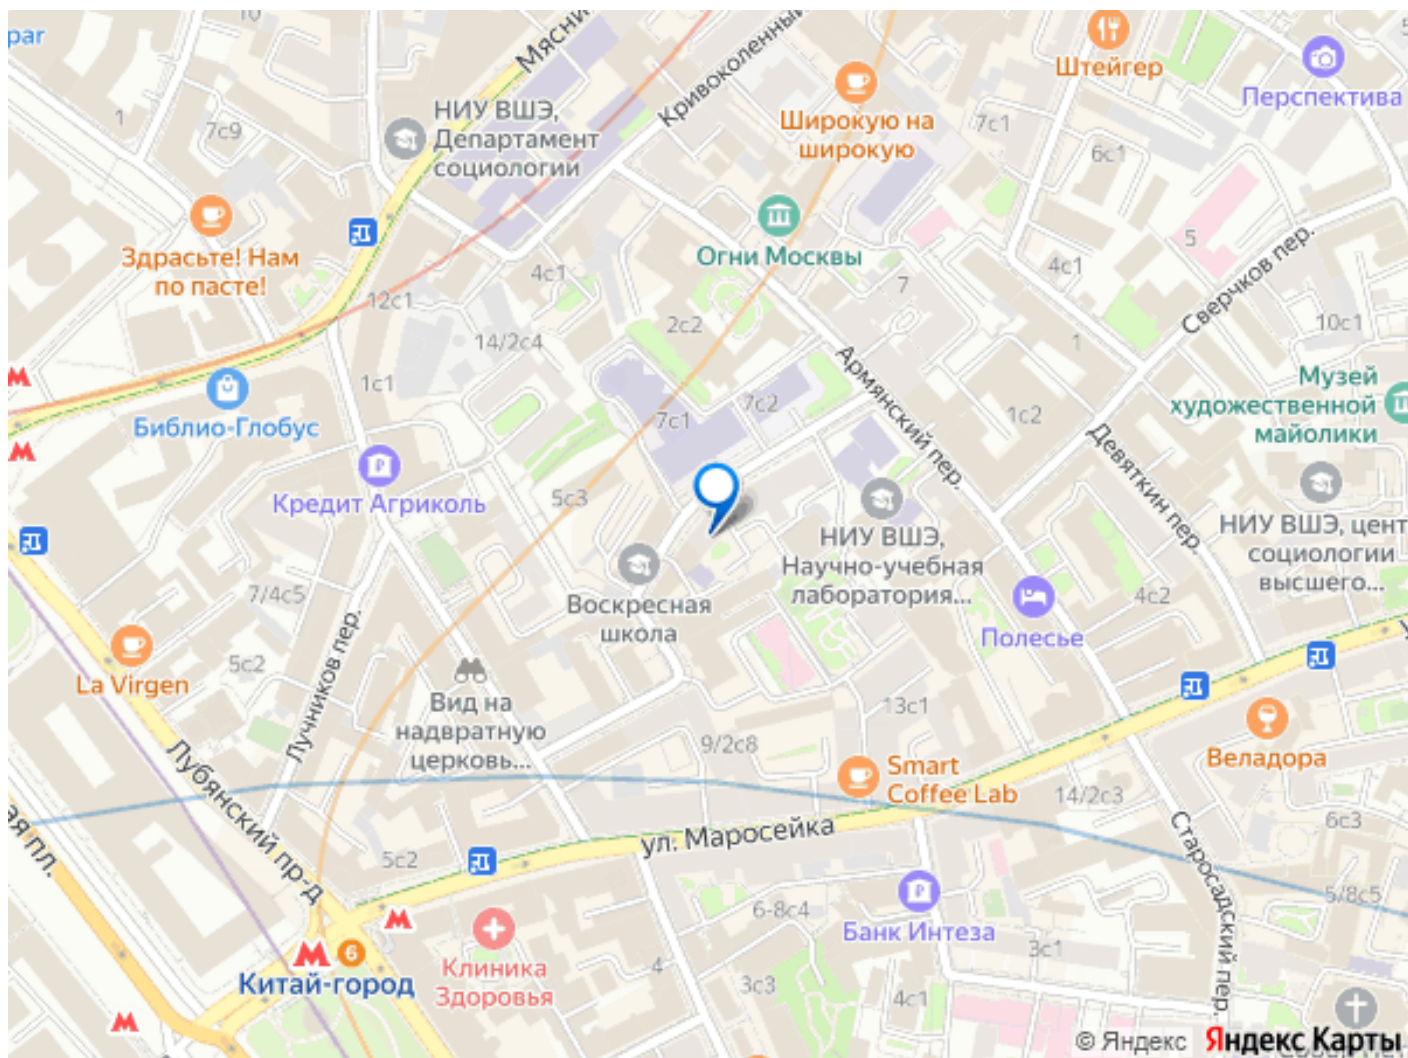 par
10
Мясни
Кривоколенный
Штейгер
Перспектива
1
7с9
НИУ ВШЭ,
Департамент
социологии
Широкую на
широкую
7с1
6с1
Здрасьте! Нам
по пасте!
Огни Москвы
5
Сверчков пер.
4с1
4с1
7
12с1
2с2
14/2с4
10с1
1
Армянский пер.
Музей
художественной
майолики
1с1
7с2
7с1
1с2
Библио-Глобус
Девяткин пер.
Кредит Агриколь
5с3
НИУ ВШЭ,
Научно-учебная
лаборатория...
НИУ ВШЭ, цент
социологии
высшего...
7/4с5
Воскресная
школа
4с2
Полесье
Лучников пер.
5с2
La Virgen
Вид на
надвратную
церковь...
13с1
9/2с8
Веладора
Smart
Coffee Lab
14/2с3
Лубянский пр-д
ая пл.
ул. Маросейка
6с3
Старосадский пер.
5с2
5/8с5
6-8с4
Банк Интеза
6
Китай-город
Клиника
Здоровья
4
3с1
3с3
4с1
© Яндекс Яндекс Карты